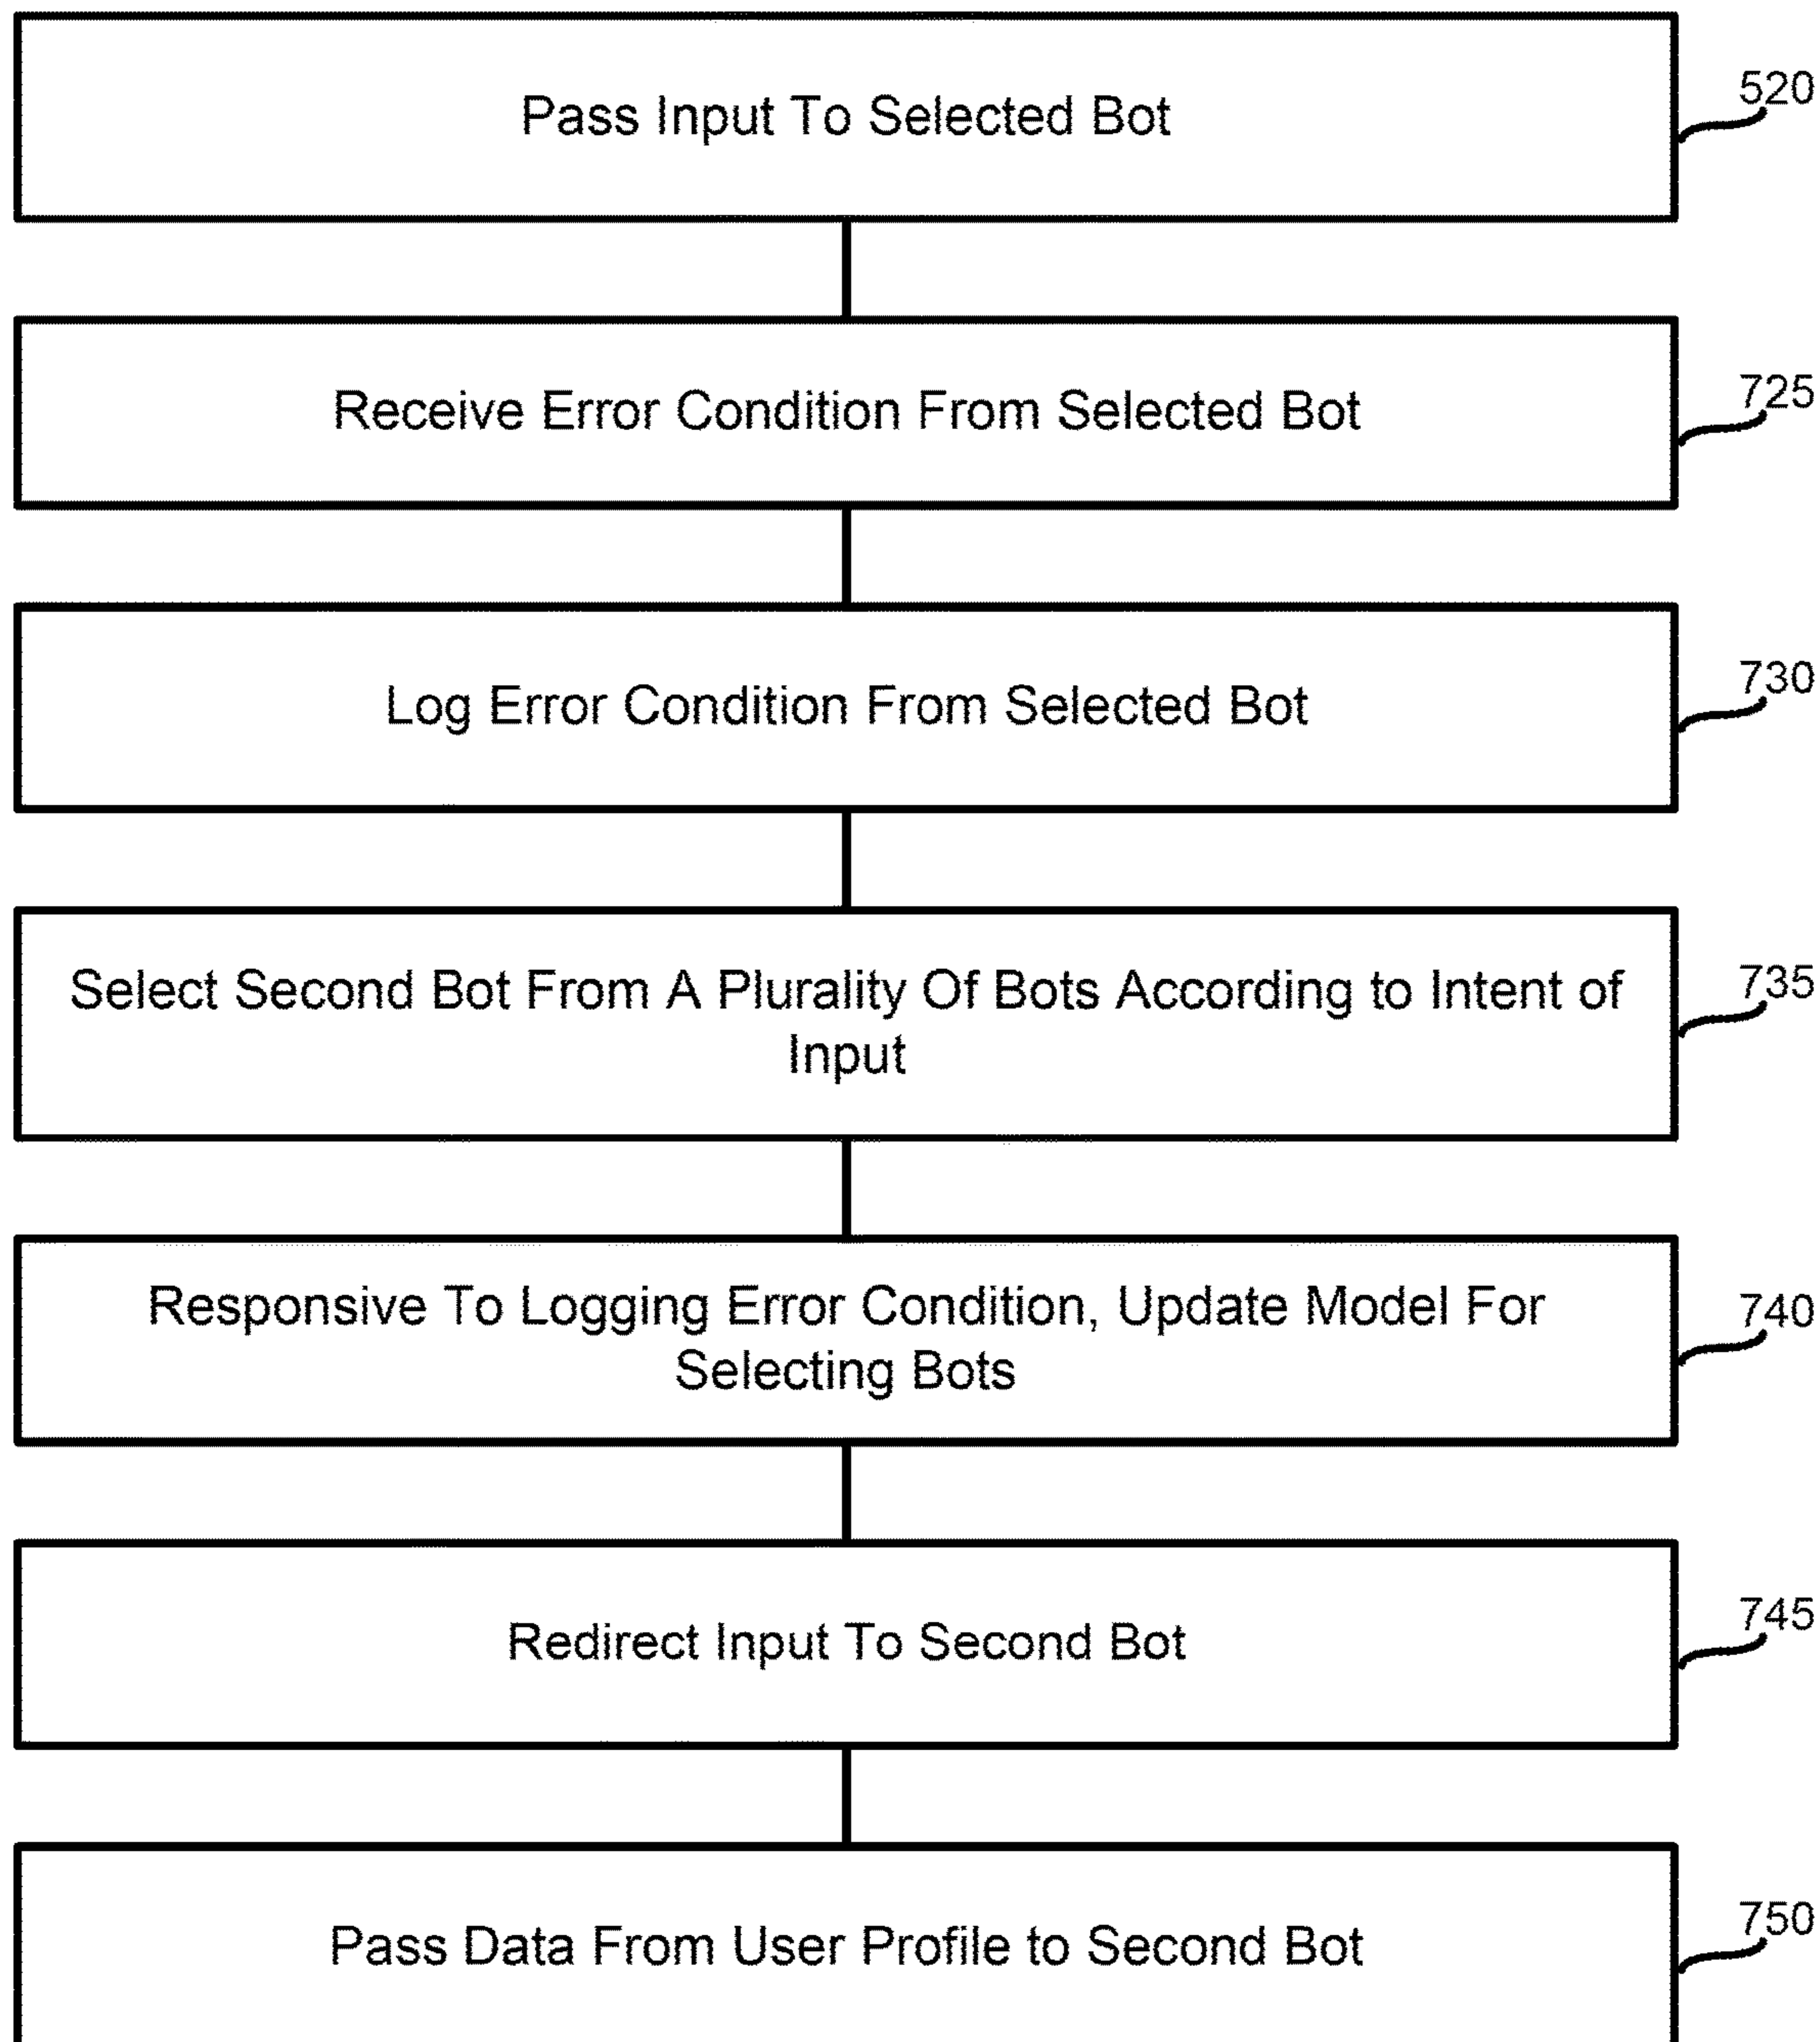 Pass Input To Selected Bot
520
Receive Error Condition From Selected Bot
725
Log Error Condition From Selected Bot
730
Select Second Bot From A Plurality Of Bots According to Intent of
Input
735
Responsive To Logging Error Condition, Update Model For
Selecting Bots
740
Redirect Input To Second Bot
745
Pass Data From User Profile to Second Bot
750